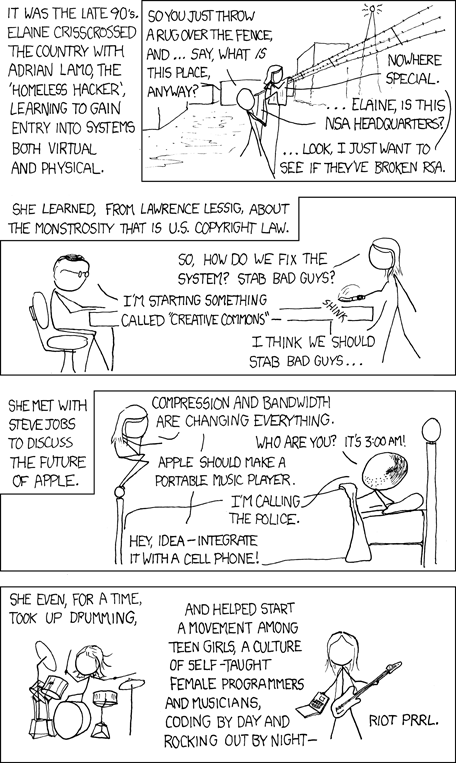 IT WAS THE LATE 90's.
ELAINE CRISSCROSSED
THE COUNTRY WITH
ADRIAN LAMO, THE
'HOMELESS HACKER',
LEARNING TO GAIN
ENTRY INTO SYSTEMS
BOTH VIRTUAL
AND PHYSICAL.
SO YOU JUST THROW
A RUG OVER THE FENCE,
AND ... SAY, WHAT IS
THIS PLACE,
ANYWAY?
NOWHERE
SPECIAL.
... ELAINE, IS THIS
NSA HEADQUARTERS?
... LOOK, I JUST WANT TO
SEE IF THEY'VE BROKEN RSA.
SHE LEARNED, FROM LAWRENCE LESSIG, ABOUT
THE MONSTROSITY THAT IS U.S. COPYRIGHT LAW.
SO, HOW DO WE FIX THE
SYSTEM? STAB BAD GUYS?
I'M STARTING SOMETHING
CALLED "CREATIVE COMMONS"—
SHINK
I THINK WE SHOULD
STAB BAD GUYS...
SHE MET WITH
STEVE JOBS
TO DISCUSS
THE FUTURE
OF APPLE.
COMPRESSION AND BANDWIDTH
ARE CHANGING EVERYTHING.
WHO ARE YOU? IT'S 3:00 AM!
APPLE SHOULD MAKE A
PORTABLE MUSIC PLAYER.
I'M CALLING
THE POLICE.
HEY, IDEA—INTEGRATE
IT WITH A CELL PHONE!
SHE EVEN, FOR A TIME,
TOOK UP DRUMMING,
AND HELPED START
A MOVEMENT AMONG
TEEN GIRLS, A CULTURE
OF SELF-TAUGHT
FEMALE PROGRAMMERS
AND MUSICIANS,
CODING BY DAY AND
ROCKING OUT BY NIGHT—
RIOT PRRL.